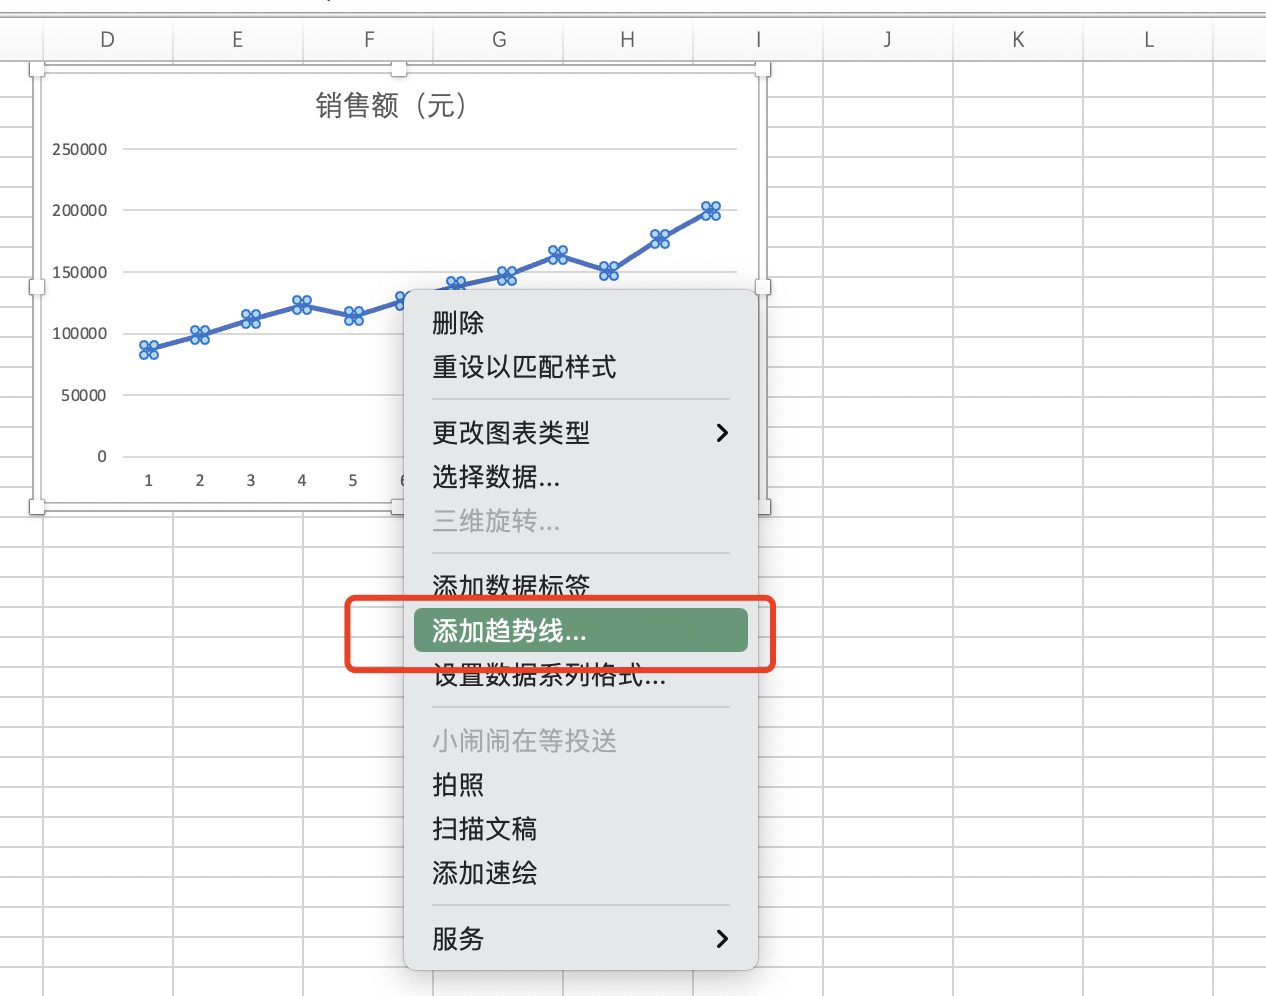 D E F G H I J K L
销售额（元）
250000
200000
150000
100000
50000
0
1 2 3 4 5 6
删除
重设以匹配样式
更改图表类型
选择数据...
三维旋转...
添加数据标签
添加趋势线...
设置数据系列格式...
小闹闹在等投送
拍照
扫描文稿
添加速绘
服务